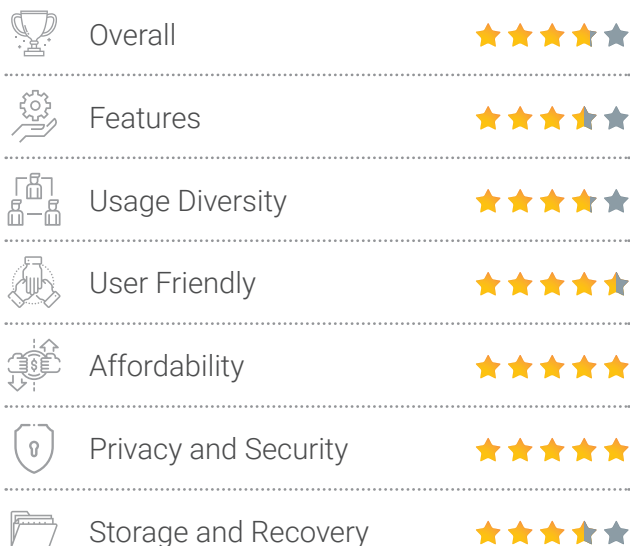 Overall
Features
Usage Diversity
User Friendly
Affordability
Privacy and Security
Storage and Recovery